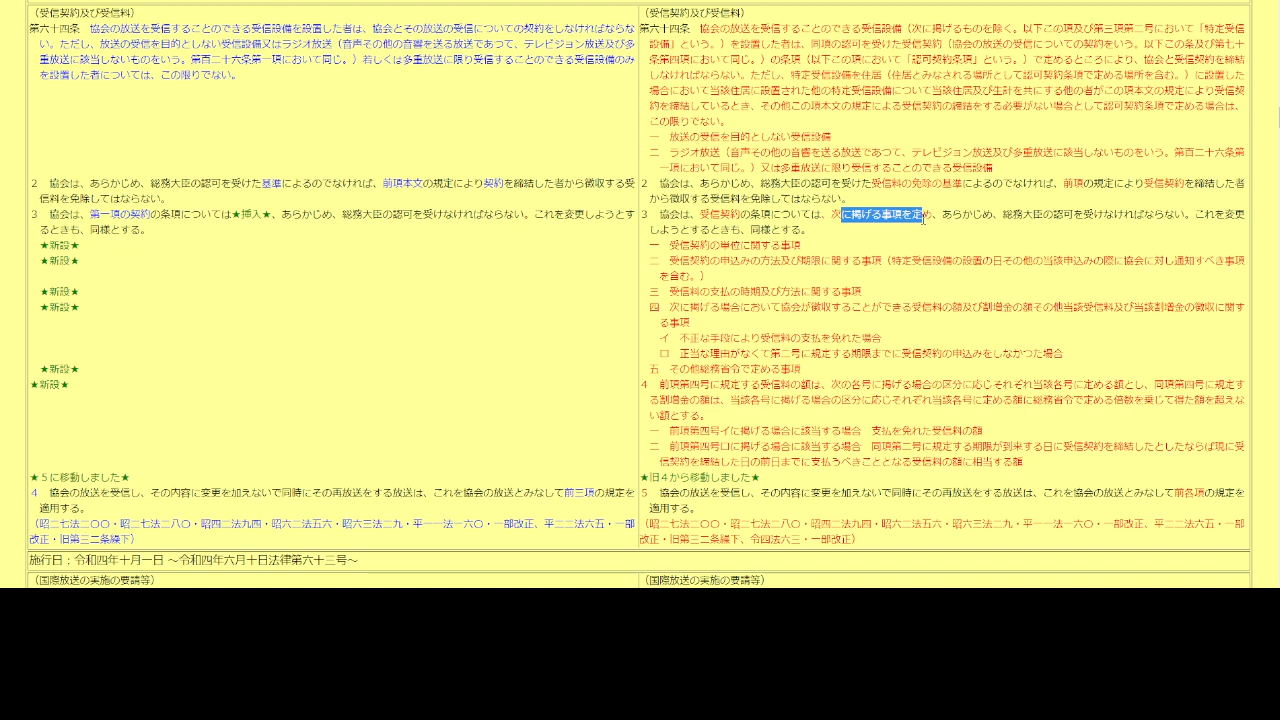 （受信契約及び受信料）
第六十四条　協会の放送を受信することのできる受信設備を設置した者は、協会とその放送の受信についての契約をしなければならな
い。ただし、放送の受信を目的としない受信設備又はラジオ放送（音声その他の音響を送る放送であつて、テレビジョン放送及び多
重放送に該当しないものをいう。第百二十六条第一項において同じ。）若しくは多重放送に限り受信することのできる受信設備のみ
を設置した者については、この限りでない。
２　協会は、あらかじめ、総務大臣の認可を受けた基準によるのでなければ、前項本文の規定により契約を締結した者から徴収する受
信料を免除してはならない。
３　協会は、第一項の契約の条項については★挿入★、あらかじめ、総務大臣の認可を受けなければならない。これを変更しようとす
るときも、同様とする。
★新設★
★新設★
★新設★
★新設★
★新設★
★新設★
★５に移動しました★
４　協会の放送を受信し、その内容に変更を加えないで同時にその再放送をする放送は、これを協会の放送とみなして前三項の規定を
適用する。
（昭二七法二〇〇・昭二七法二八〇・昭四二法九四・昭六二法五六・昭六三法二九・平一一法一六〇・一部改正、平二二法六五・一部
改正・旧第三二条繰下）
（受信契約及び受信料）
第六十四条　協会の放送を受信することのできる受信設備（次に掲げるものを除く。以下この項及び第三項第二号において「特定受信
設備」という。）を設置した者は、同項の認可を受けた受信契約（協会の放送の受信についての契約をいう。以下この条及び第七十
条第四項において同じ。）の条項（以下この項において「認可契約条項」という。）で定めるところにより、協会と受信契約を締結
しなければならない。ただし、特定受信設備を住居（住居とみなされる場所として認可契約条項で定める場所を含む。）に設置した
場合において当該住居に設置された他の特定受信設備について当該住居及び生計を共にする他の者がこの項本文の規定により受信契
約を締結しているとき、その他この項本文の規定による受信契約の締結をする必要がない場合として認可契約条項で定める場合は、
この限りでない。
一　放送の受信を目的としない受信設備
二　ラジオ放送（音声その他の音響を送る放送であつて、テレビジョン放送及び多重放送に該当しないものをいう。第百二十六条第
一項において同じ。）又は多重放送に限り受信することのできる受信設備
２　協会は、あらかじめ、総務大臣の認可を受けた受信料の免除の基準によるのでなければ、前項の規定により受信契約を締結した者
から徴収する受信料を免除してはならない。
３　協会は、受信契約の条項については、次に掲げる事項を定め、あらかじめ、総務大臣の認可を受けなければならない。これを変更
しようとするときも、同様とする。
一　受信契約の単位に関する事項
二　受信契約の申込みの方法及び期限に関する事項（特定受信設備の設置の日その他の当該申込みの際に協会に対し通知すべき事項
を含む。）
三　受信料の支払の時期及び方法に関する事項
四　次に掲げる場合において協会が徴収することができる受信料の額及び割増金の額その他当該受信料及び当該割増金の徴収に関す
る事項
イ　不正な手段により受信料の支払を免れた場合
ロ　正当な理由がなくて第二号に規定する期限までに受信契約の申込みをしなかつた場合
五　その他総務省令で定める事項
４　前項第四号に規定する受信料の額は、次の各号に掲げる場合の区分に応じそれぞれ当該各号に定める額とし、同項第四号に規定す
る割増金の額は、当該各号に掲げる場合の区分に応じそれぞれ当該各号に定める額に総務省令で定める倍数を乗じて得た額を超えな
い額とする。
一　前項第四号イに掲げる場合に該当する場合　支払を免れた受信料の額
二　前項第四号ロに掲げる場合に該当する場合　同項第二号に規定する期限が到来する日に受信契約を締結したとしたならば現に受
信契約を締結した日の前日までに支払うべきこととなる受信料の額に相当する額
★旧４から移動しました★
５　協会の放送を受信し、その内容に変更を加えないで同時にその再放送をする放送は、これを協会の放送とみなして前各項の規定を
適用する。
（昭二七法二〇〇・昭二七法二八〇・昭四二法九四・昭六二法五六・昭六三法二九・平一一法一六〇・一部改正、平二二法六五・一部
改正・旧第三二条繰下、令四法六三・一部改正）
施行日：令和四年十月一日 ～令和四年六月十日法律第六十三号～
（国際放送の実施の要請等）
（国際放送の実施の要請等）